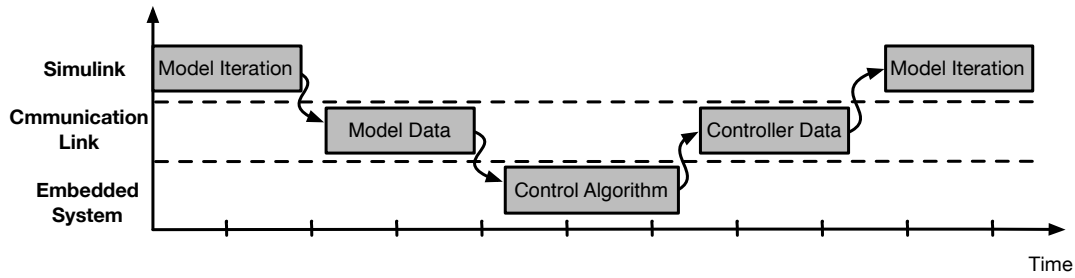 Simulink
Model Iteration
Model Iteration
Cmmunication
Link
Model Data
Controller Data
Embedded
System
Control Algorithm
Time